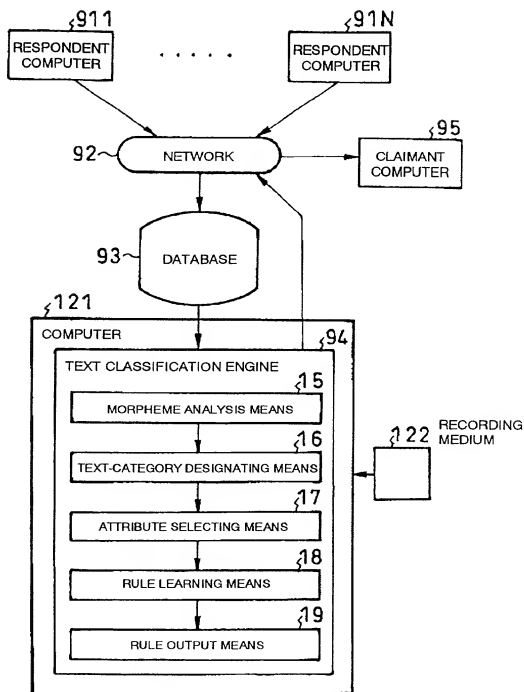 911
RESPONDENT
COMPUTER
. . . . .
91N
RESPONDENT
COMPUTER
92
NETWORK
95
CLAIMANT
COMPUTER
93
DATABASE
121
COMPUTER
94
TEXT CLASSIFICATION ENGINE
15
MORPHEME ANALYSIS MEANS
16
TEXT-CATEGORY DESIGNATING MEANS
17
ATTRIBUTE SELECTING MEANS
18
RULE LEARNING MEANS
19
RULE OUTPUT MEANS
122
RECORDING
MEDIUM